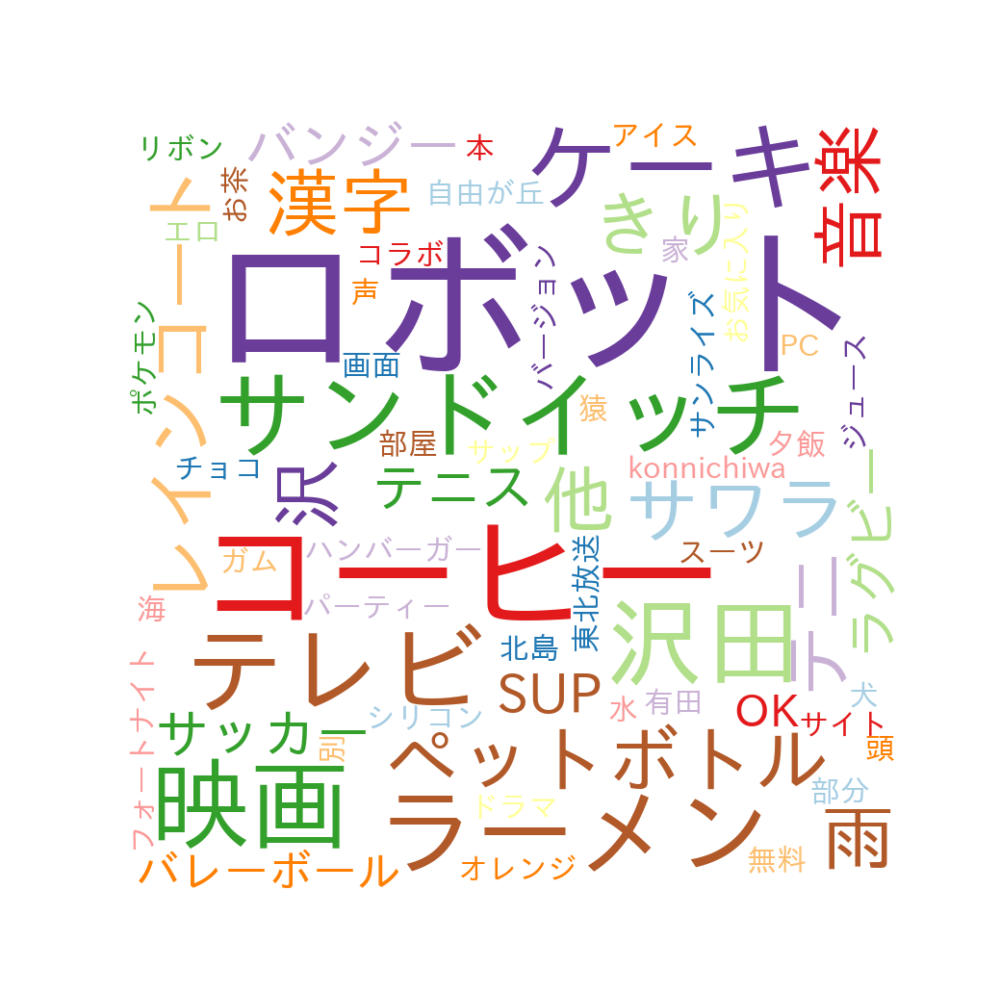 リボン
バンジー
本
ケーキ
アイス
音楽
お茶
漢字
自由が丘
きり
お気に入り
レインコート
エロ
コラボ
家
声
ロボット
バージョン
サンライズ
PC
ジュース
ポケモン
画面
サンドイッチ
猿
部屋
サップ
夕飯
チョコ
沢
テニス
他
konnichiwa
サワラ
ラグビー
コーヒー
ガム
ハンバーガー
スーツ
東北放送
海
パーティー
テレビ
北島
沢田
テニ
SUP
水
有田
OK
サイト
犬
頭
フォートナイト
サッカー
シリコン
別
ペットボトル
映画
ドラマ
ラーメン
部分
雨
バレーボール
オレンジ
無料